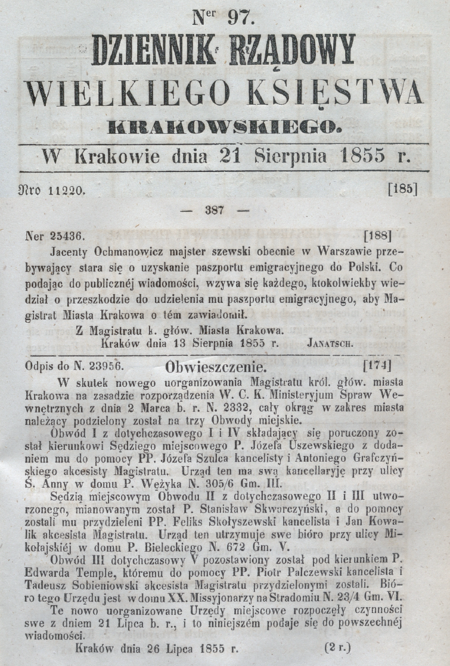 Ner 97.
DZIENNIK RZĄDOWY
WIELKIEGO KSIĘSTWA
KRAKOWSKIEGO.
W Krakowie dnia 21 Sierpnia 1855 r.
Nro 11220. [185]
— 387 —
Ner 25436. [188]
Jacenty Ochmanowicz majster szewski obecnie w Warszawie prze-
bywający stara się o uzyskanie paszportu emigracyjnego do Polski. Co
podając do publicznéj wiadomości, wzywa się każdego, ktokolwiekby wie-
dział o przeszkodzie do udzielenia mu paszportu emigracyjnego, aby Ma-
gistrat Miasta Krakowa o tém zawiadomił.
Z Magistratu k. głów. Miasta Krakowa.
Kraków dnia 13 Sierpnia 1855 r. JANATSCH.
Odpis do N. 23956. Obwieszczenie. [174]
W skutek nowego uorganizowania Magistratu król. głów. miasta
Krakowa na zasadzie rozporządzenia W. C. K. Ministeryjum Spraw We-
wnętrznych z dnia 2 Marca b. r. N. 2332, cały okrąg w zakres miasta
należący podzielony został na trzy Obwody miejskie.
Obwód I z dotychczasowego I i IV składający się poruczony zo-
stał kierunkowi Sędziego miejscowego P. Józefa Uszewskiego z doda-
niem mu do pomocy PP. Józefa Szulca kancelisty i Antoniego Grafczyń-
skiego akcesisty Magistratu. Urząd ten ma swą kancellaryję przy ulicy
Ś. Anny w domu P. Wężyka N. 305/6 Gm. III.
Sędzią miejscowym Obwodu II z dotychczasowego II i III utwo-
rzonego, mianowanym został P. Stanisław Skworczyński, a do pomocy
zostali mu przydzieleni PP. Feliks Skołyszewski kancelista i Jan Kowa-
lik akcesista Magistratu. Urząd ten utrzymuje swe bióro przy ulicy Mi-
kołajskiéj w domu P. Bieleckiego N. 672 Gm. V.
Obwód III dotychczasowy V pozostawiony został pod kierunkiem P.
Edwarda Temple, któremu do pomocy PP. Piotr Palczewski kancelista i
Tadeusz Sobieniowski akcesista Magistratu przydzielonymi zostali. Bió-
ro tego Urzędu jest w domu XX. Missyjonarzy na Stradomiu N. 23/4 Gm. VI.
Te nowo uorganizowane Urzędy miejscowe rozpoczęły czynności
swe z dniem 21 Lipca b. r., i to niniejszém podaje się do powszechnéj
wiadomości.
Kraków dnia 26 Lipca 1855 r. (2 r.)